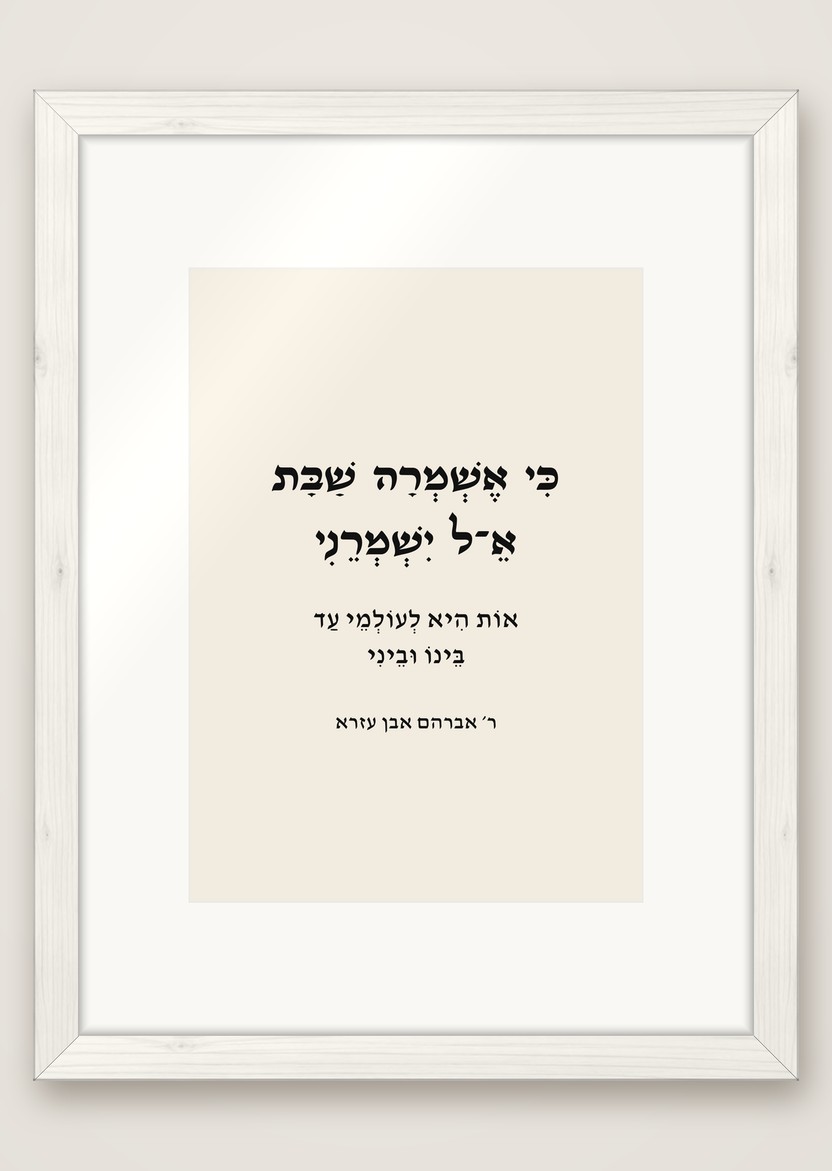 כִּי אֶשְׁמְרָה שַׁבָּת
אֵ־ל יִשְׁמְרֵנִי
אוֹת הִיא לְעוֹלְמֵי עַד
בֵּינוֹ וּבֵינִי
ר׳ אברהם אבן עזרא